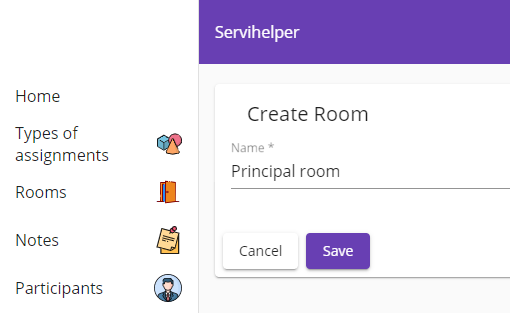 Servihelper
Home
Types of
assignments
Rooms
Notes
Participants
Create Room
Name *
Principal room
Cancel
Save